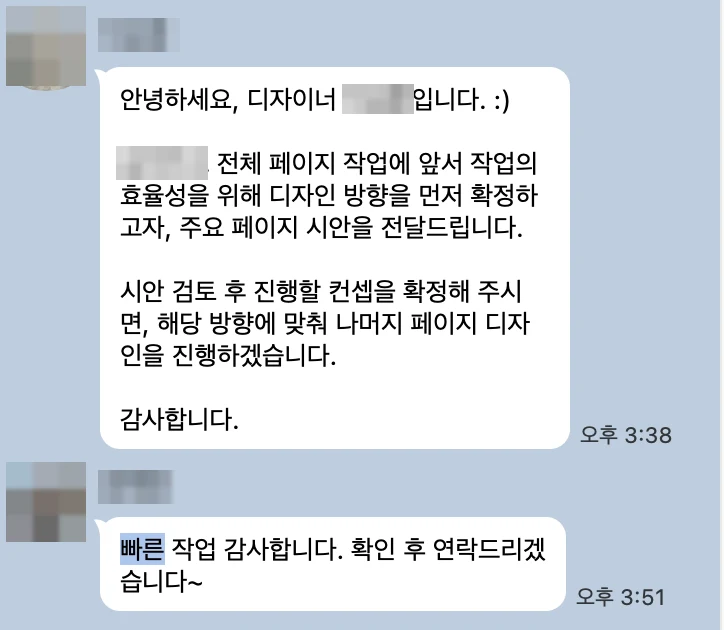 안녕하세요, 디자이너 입니다. :)
전체 페이지 작업에 앞서 작업의
효율성을 위해 디자인 방향을 먼저 확정하
고자, 주요 페이지 시안을 전달드립니다.
시안 검토 후 진행할 컨셉을 확정해 주시
면, 해당 방향에 맞춰 나머지 페이지 디자
인을 진행하겠습니다.
감사합니다.
오후 3:38
빠른 작업 감사합니다. 확인 후 연락드리겠
습니다~
오후 3:51